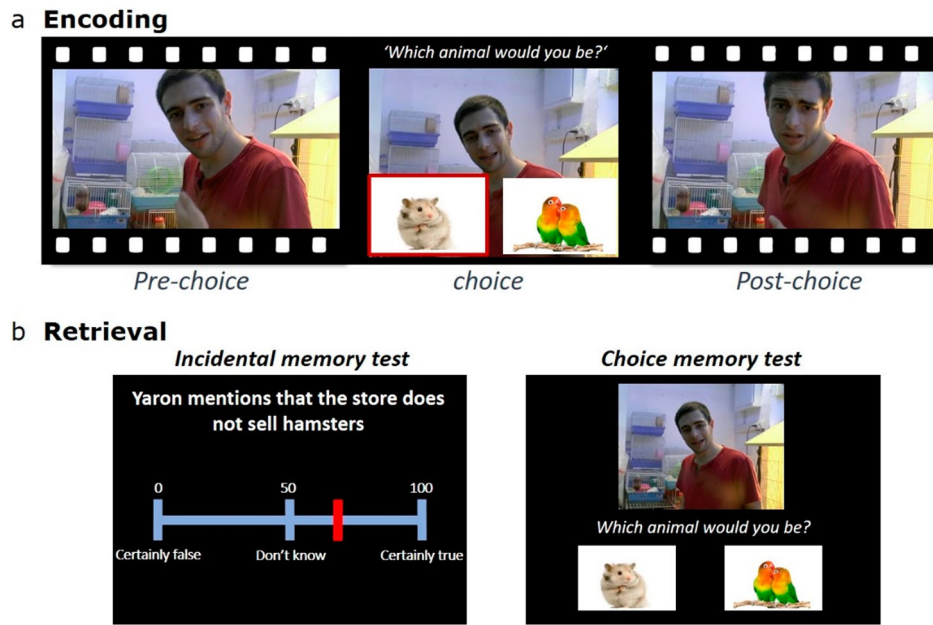 a Encoding
'Which animal would you be?'
Pre-choice
choice
Post-choice
b Retrieval
Incidental memory test
Yaron mentions that the store does
not sell hamsters
0
50
100
Certainly false
Don't know
Certainly true
Choice memory test
Which animal would you be?